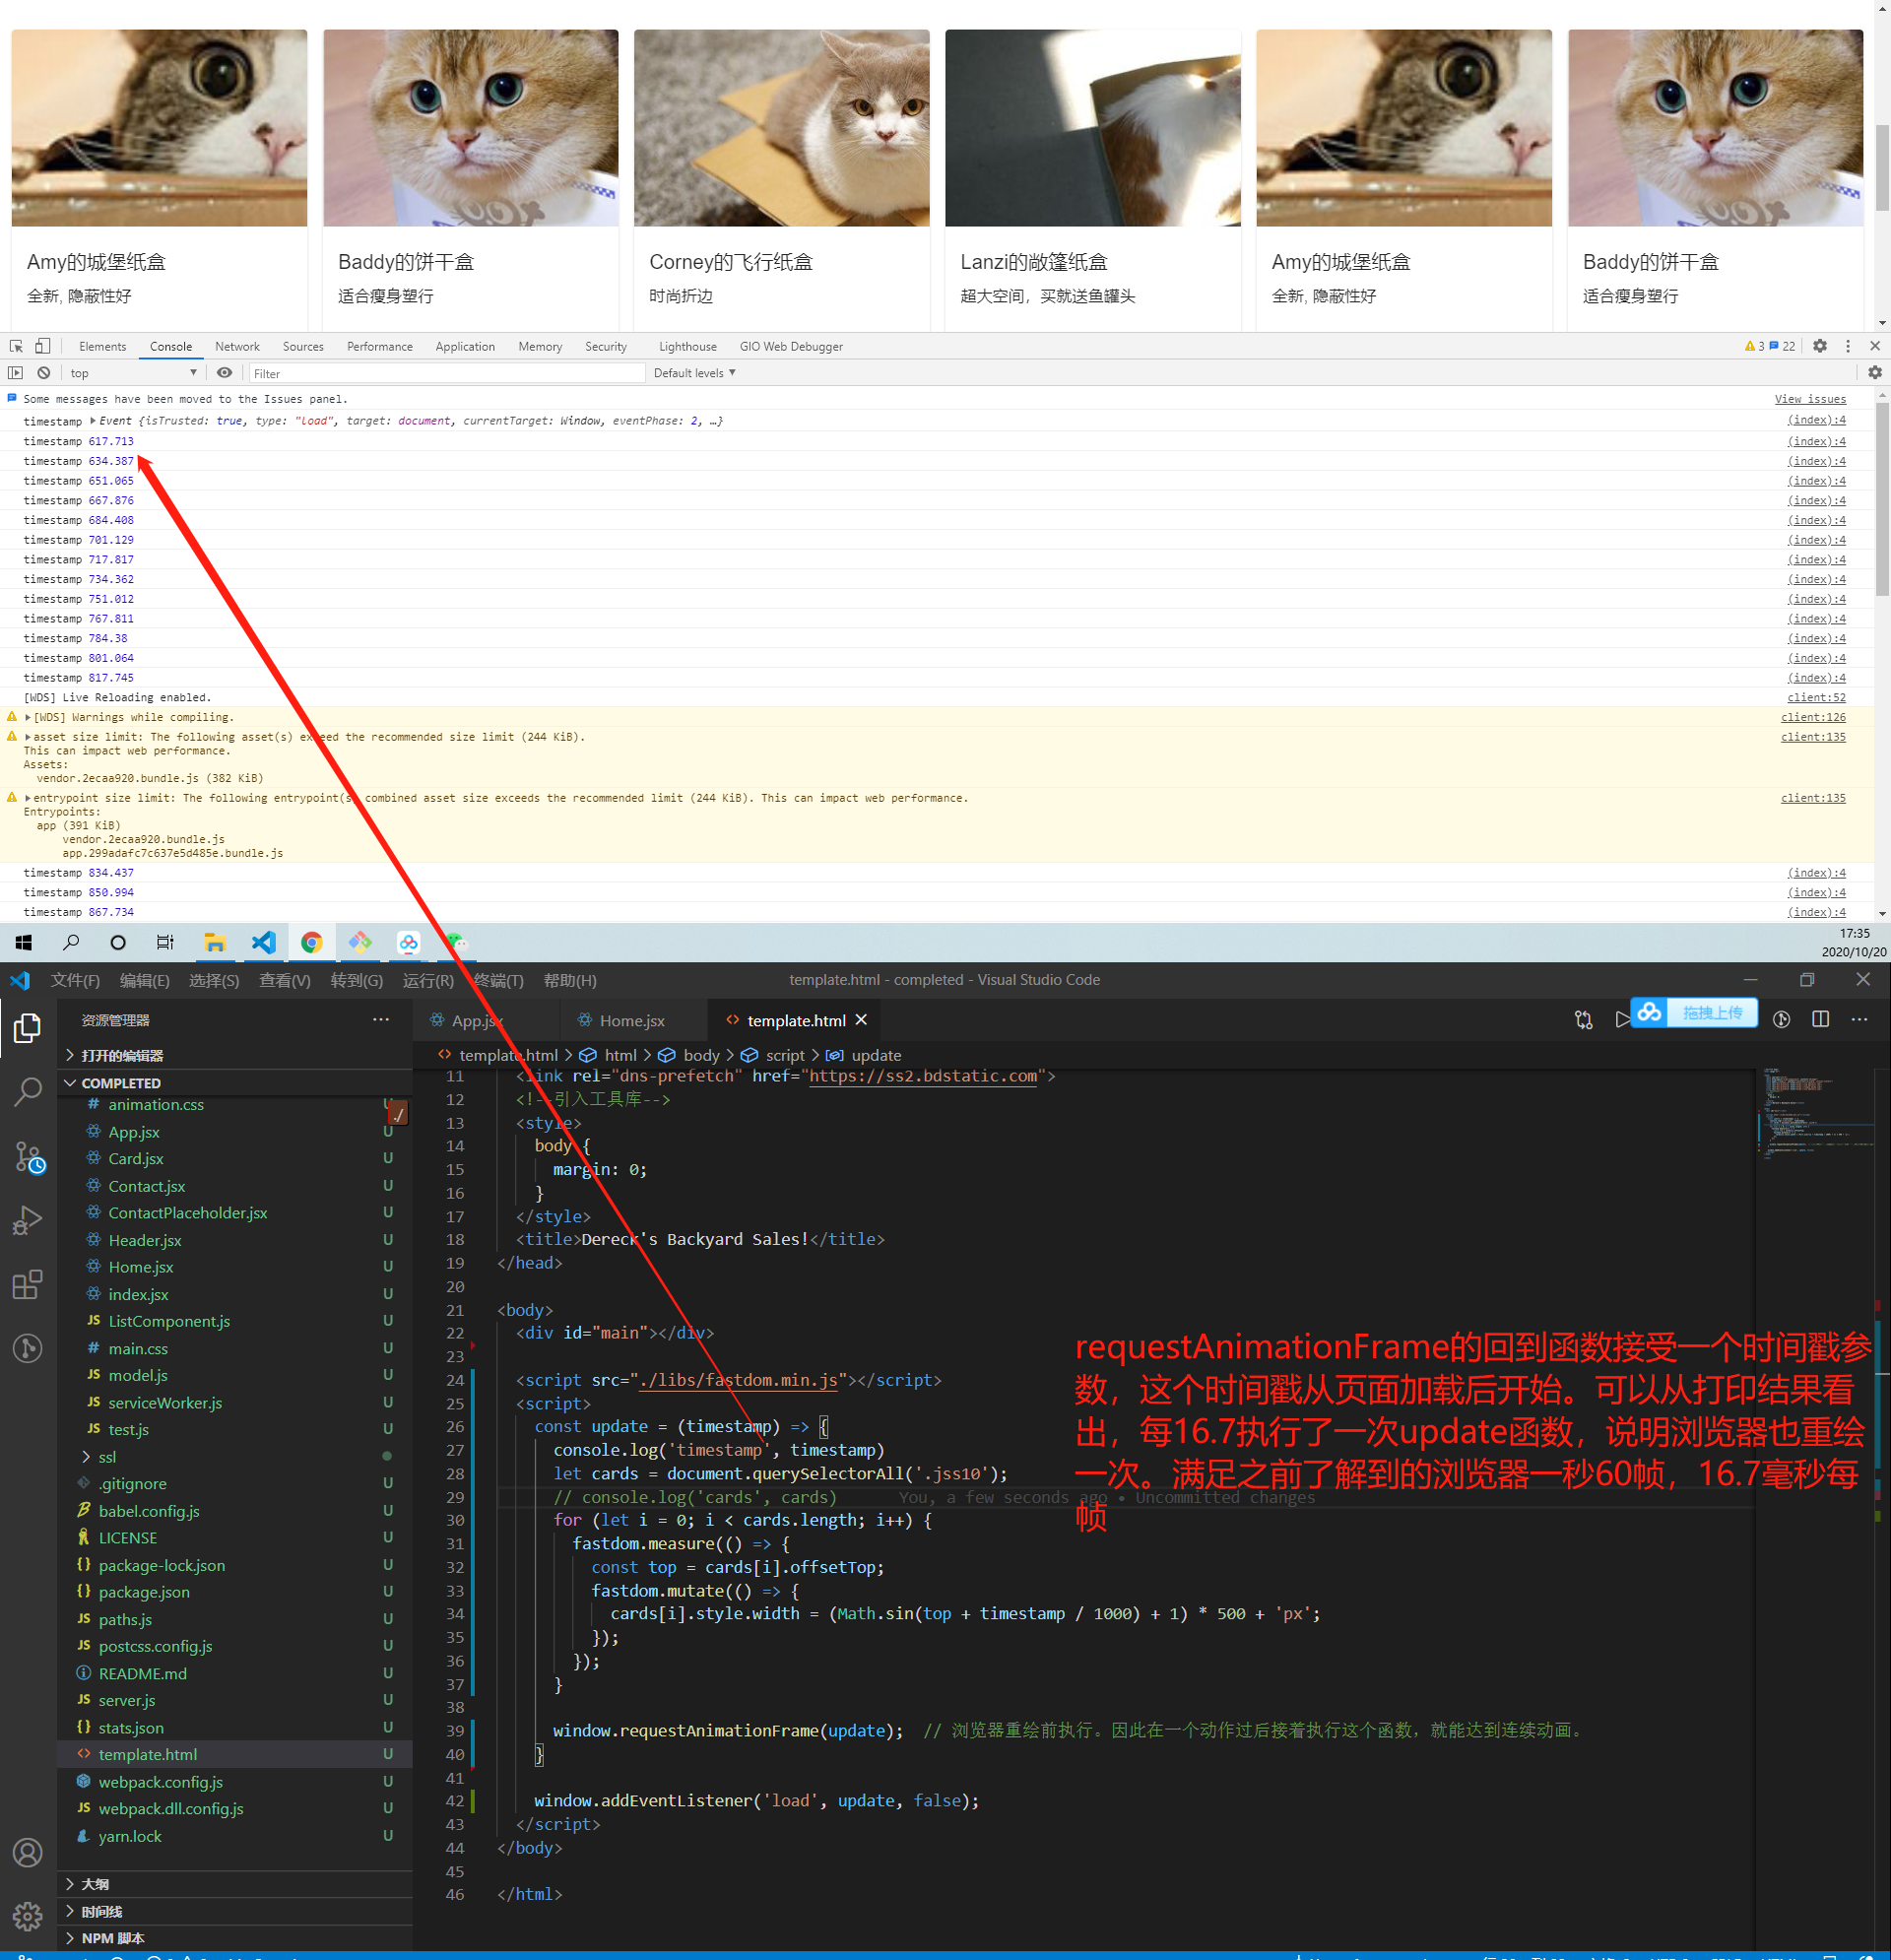 Amy的城堡纸盒
全新, 隐蔽性好
Baddy的饼干盒
适合瘦身塑行
Corney的飞行纸盒
时尚折边
Lanzi的敞篷纸盒
超大空间，买就送鱼罐头
Amy的城堡纸盒
全新, 隐蔽性好
Baddy的饼干盒
适合瘦身塑行
Elements Console Network Sources Performance Application Memory Security Lighthouse GIO Web Debugger 3 22
top Filter Default levels
Some messages have been moved to the Issues panel. View issues
timestamp Event {isTrusted: true, type: "load", target: document, currentTarget: Window, eventPhase: 2, …} (index):4
timestamp 617.713 (index):4
timestamp 634.387 (index):4
timestamp 651.065 (index):4
timestamp 667.876 (index):4
timestamp 684.408 (index):4
timestamp 701.129 (index):4
timestamp 717.817 (index):4
timestamp 734.362 (index):4
timestamp 751.012 (index):4
timestamp 767.811 (index):4
timestamp 784.38 (index):4
timestamp 801.064 (index):4
timestamp 817.745 (index):4
[WDS] Live Reloading enabled. client:52
[WDS] Warnings while compiling. client:126
asset size limit: The following asset(s) exceed the recommended size limit (244 KiB). client:135
This can impact web performance.
Assets:
vendor.2ecaa920.bundle.js (382 KiB)
entrypoint size limit: The following entrypoint(s) combined asset size exceeds the recommended limit (244 KiB). This can impact web performance. client:135
Entrypoints:
app (391 KiB)
vendor.2ecaa920.bundle.js
app.299adafc7c637e5d485e.bundle.js
timestamp 834.437 (index):4
timestamp 850.994 (index):4
timestamp 867.734 (index):4
17:35
2020/10/20
文件(F) 编辑(E) 选择(S) 查看(V) 转到(G) 运行(R) 终端(T) 帮助(H) template.html - completed - Visual Studio Code
资源管理器
App.jsx Home.jsx template.html
拖拽上传
template.html html body script update
打开的编辑器
COMPLETED
animation.css U
App.jsx U
Card.jsx U
Contact.jsx U
ContactPlaceholder.jsx U
Header.jsx U
Home.jsx U
index.jsx U
ListComponent.js U
main.css U
model.js U
serviceWorker.js U
test.js U
ssl
.gitignore U
babel.config.js U
LICENSE U
package-lock.json U
package.json U
paths.js U
postcss.config.js U
README.md U
server.js U
stats.json U
template.html U
webpack.config.js U
webpack.dll.config.js U
yarn.lock U
大纲
时间线
NPM 脚本
11 <link rel="dns-prefetch" href="https://ss2.bdstatic.com">
12 <!--引入工具库-->
13 <style>
14 body {
15 margin: 0;
16 }
17 </style>
18 <title>Dereck's Backyard Sales!</title>
19 </head>
20
21 <body>
22 <div id="main"></div>
23
24 <script src="./libs/fastdom.min.js"></script>
25 <script>
26 const update = (timestamp) => {
27 console.log('timestamp', timestamp)
28 let cards = document.querySelectorAll('.jss10');
29 // console.log('cards', cards) You, a few seconds ago • Uncommitted changes
30 for (let i = 0; i < cards.length; i++) {
31 fastdom.measure(() => {
32 const top = cards[i].offsetTop;
33 fastdom.mutate(() => {
34 cards[i].style.width = (Math.sin(top + timestamp / 1000) + 1) * 500 + 'px';
35 });
36 });
37 }
38
39 window.requestAnimationFrame(update); // 浏览器重绘前执行。因此在一个动作过后接着执行这个函数，就能达到连续动画。
40 }
41
42 window.addEventListener('load', update, false);
43 </script>
44 </body>
45
46 </html>
requestAnimationFrame的回到函数接受一个时间戳参
数，这个时间戳从页面加载后开始。可以从打印结果看
出，每16.7执行了一次update函数，说明浏览器也重绘
一次。满足之前了解到的浏览器一秒60帧，16.7毫秒每
帧